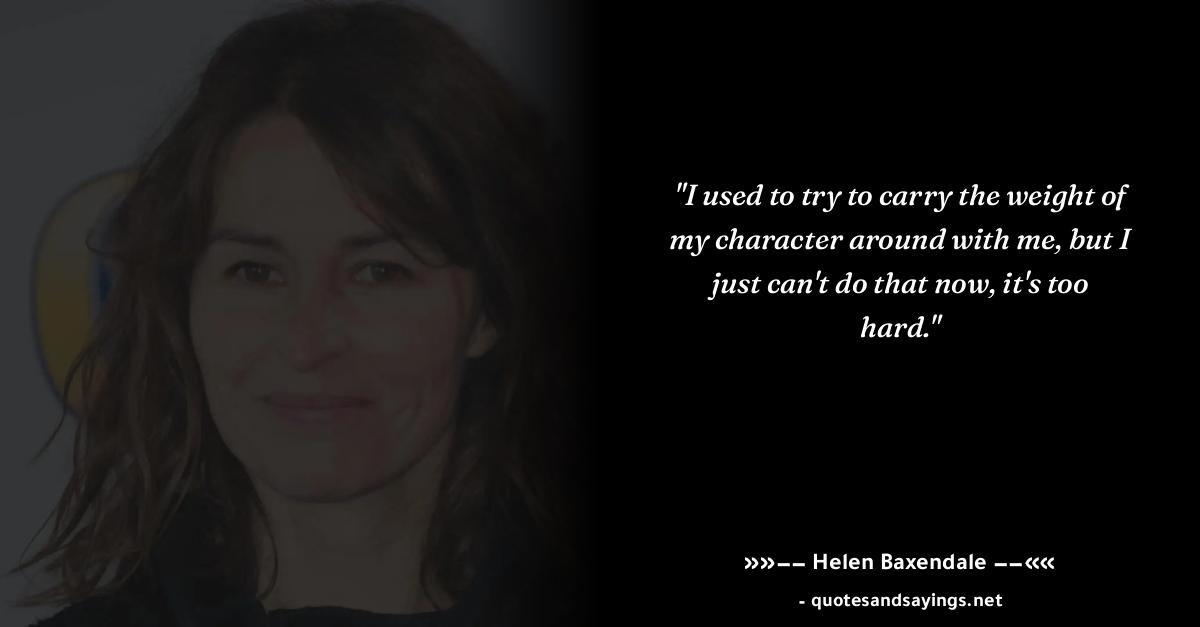 "I used to try to carry the weight of
my character around with me, but I
just can't do that now, it's too
hard."
»»–– Helen Baxendale ––««
- quotesandsayings.net